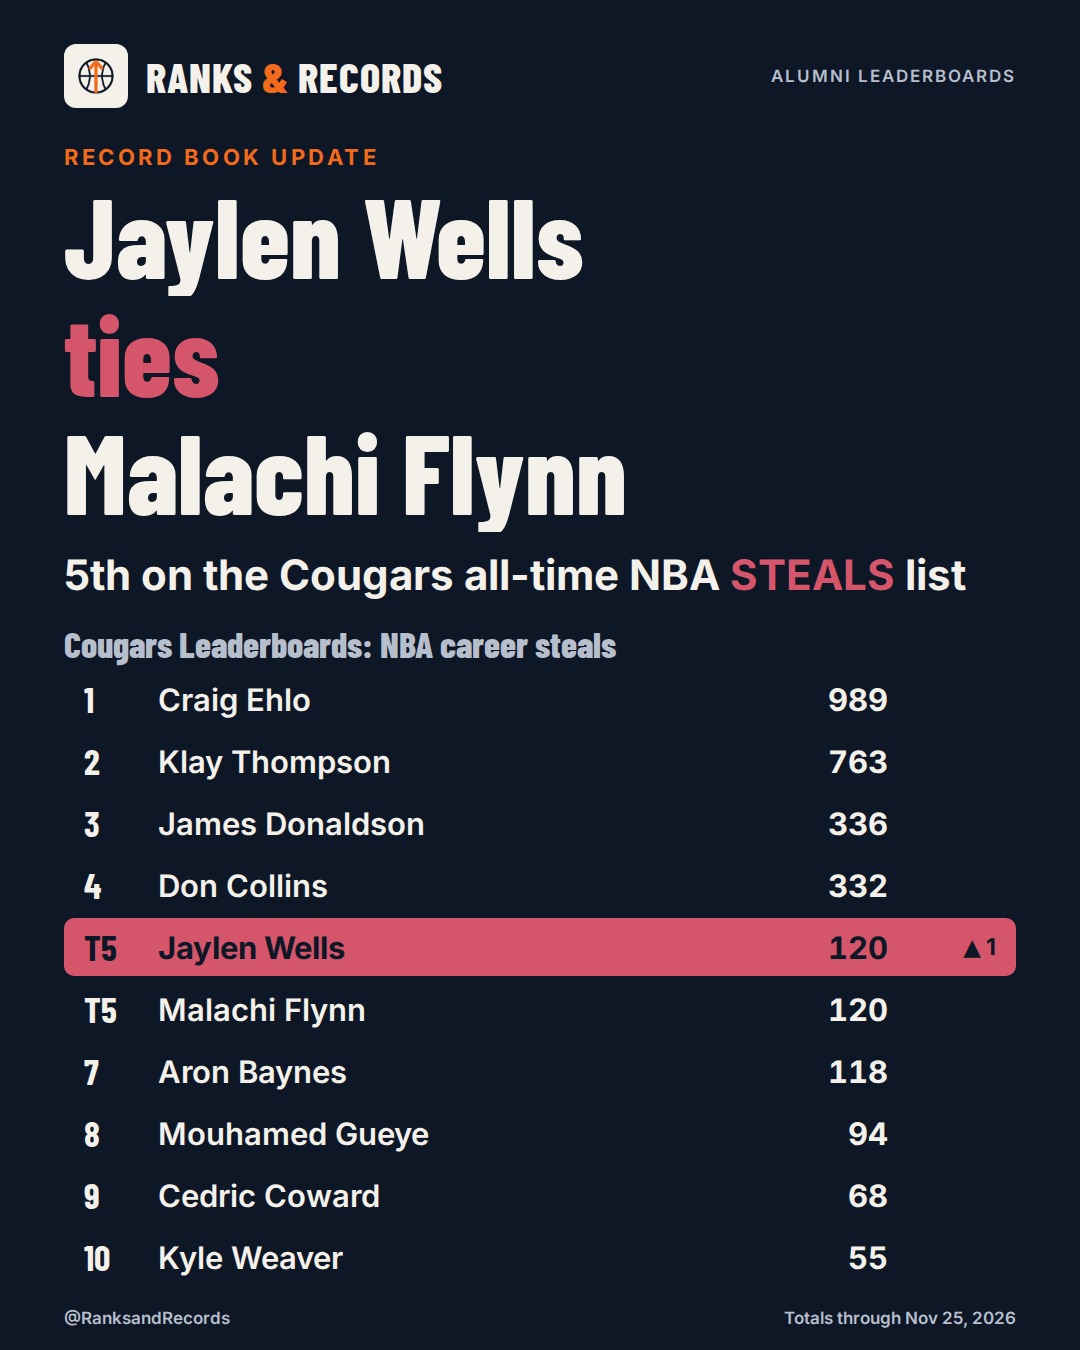 RANKS & RECORDS
ALUMNI LEADERBOARDS
RECORD BOOK UPDATE
Jaylen Wells
ties
Malachi Flynn
5th on the Cougars all-time NBA STEALS list
Cougars Leaderboards: NBA career steals
1 Craig Ehlo 989
2 Klay Thompson 763
3 James Donaldson 336
4 Don Collins 332
T5 Jaylen Wells 120 ▲1
T5 Malachi Flynn 120
7 Aron Baynes 118
8 Mouhamed Gueye 94
9 Cedric Coward 68
10 Kyle Weaver 55
@RanksandRecords
Totals through Nov 25, 2026